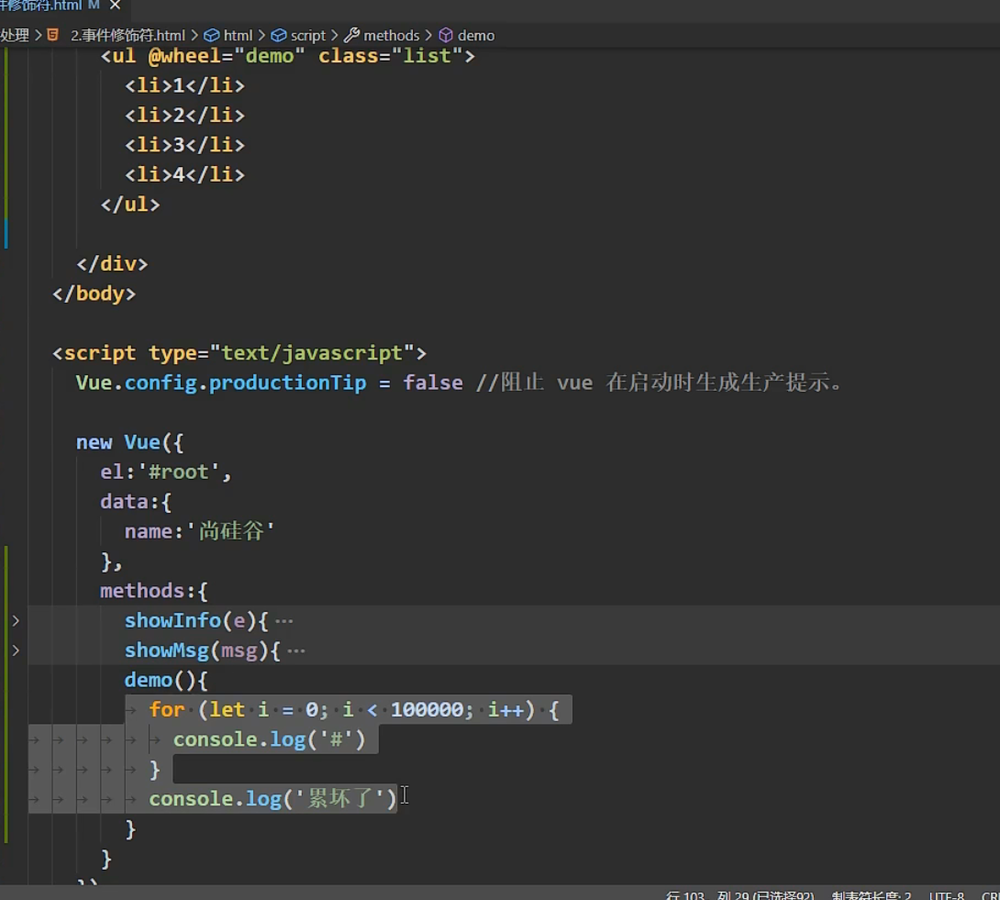 件修饰符.html M ×
处理 > 2.事件修饰符.html > html > script > methods > demo
<ul @wheel="demo" class="list">
<li>1</li>
<li>2</li>
<li>3</li>
<li>4</li>
</ul>
</div>
</body>
<script type="text/javascript">
Vue.config.productionTip = false //阻止 vue 在启动时生成生产提示。
new Vue({
el:'#root',
data:{
name:'尚硅谷'
},
methods:{
showInfo(e){ ···
showMsg(msg){ ···
demo(){
for (let i = 0; i < 100000; i++) {
console.log('#')
}
console.log('累坏了')
}
}
})
行 103, 列 29 (已选择92) 制表符长度: 2 UTF-8 CR